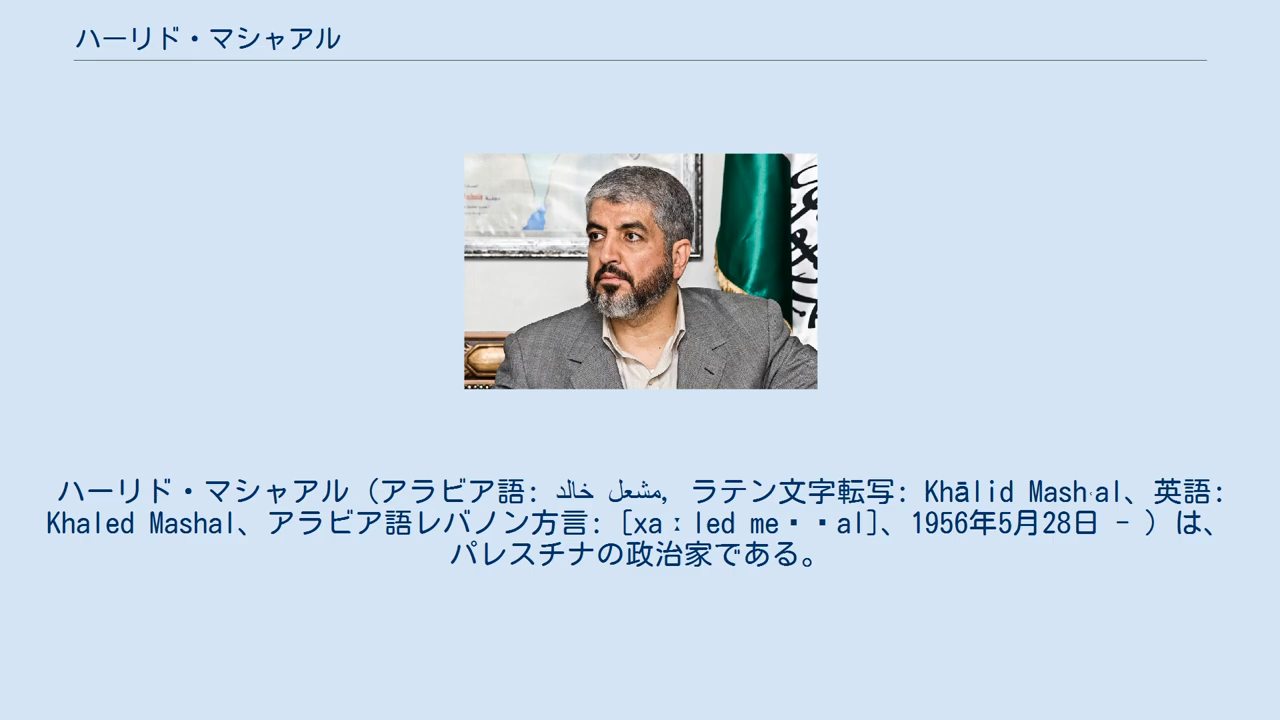 ハーリド・マシャアル
ハーリド・マシャアル（アラビア語: خالد مشعل, ラテン文字転写: Khālid Mashʿal、英語:
Khaled Mashal、アラビア語レバノン方言: [xaːled me▪▪al]、1956年5月28日 - ）は、
パレスチナの政治家である。